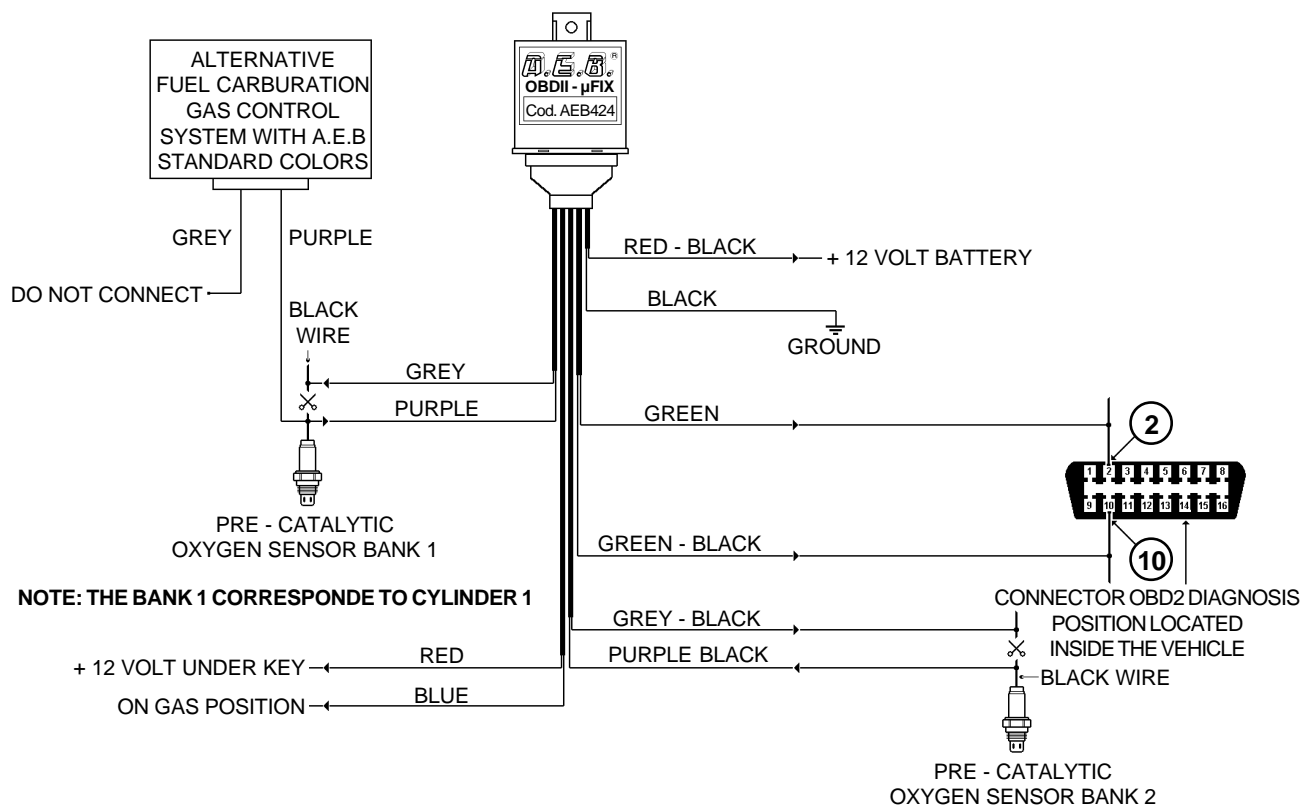 ALTERNATIVE
FUEL CARBURATION
GAS CONTROL
SYSTEM WITH A.E.B
STANDARD COLORS
A.E.B.®
OBDII - µFIX
Cod. AEB424
GREY
PURPLE
RED - BLACK
+ 12 VOLT BATTERY
DO NOT CONNECT
BLACK
WIRE
BLACK
GROUND
GREY
PURPLE
GREEN
2
1 2 3 4 5 6 7 8
9 10 11 12 13 14 15 16
PRE - CATALYTIC
OXYGEN SENSOR BANK 1
GREEN - BLACK
10
NOTE: THE BANK 1 CORRESPONDE TO CYLINDER 1
CONNECTOR OBD2 DIAGNOSIS
POSITION LOCATED
INSIDE THE VEHICLE
GREY - BLACK
PURPLE BLACK
BLACK WIRE
+ 12 VOLT UNDER KEY
RED
ON GAS POSITION
BLUE
PRE - CATALYTIC
OXYGEN SENSOR BANK 2